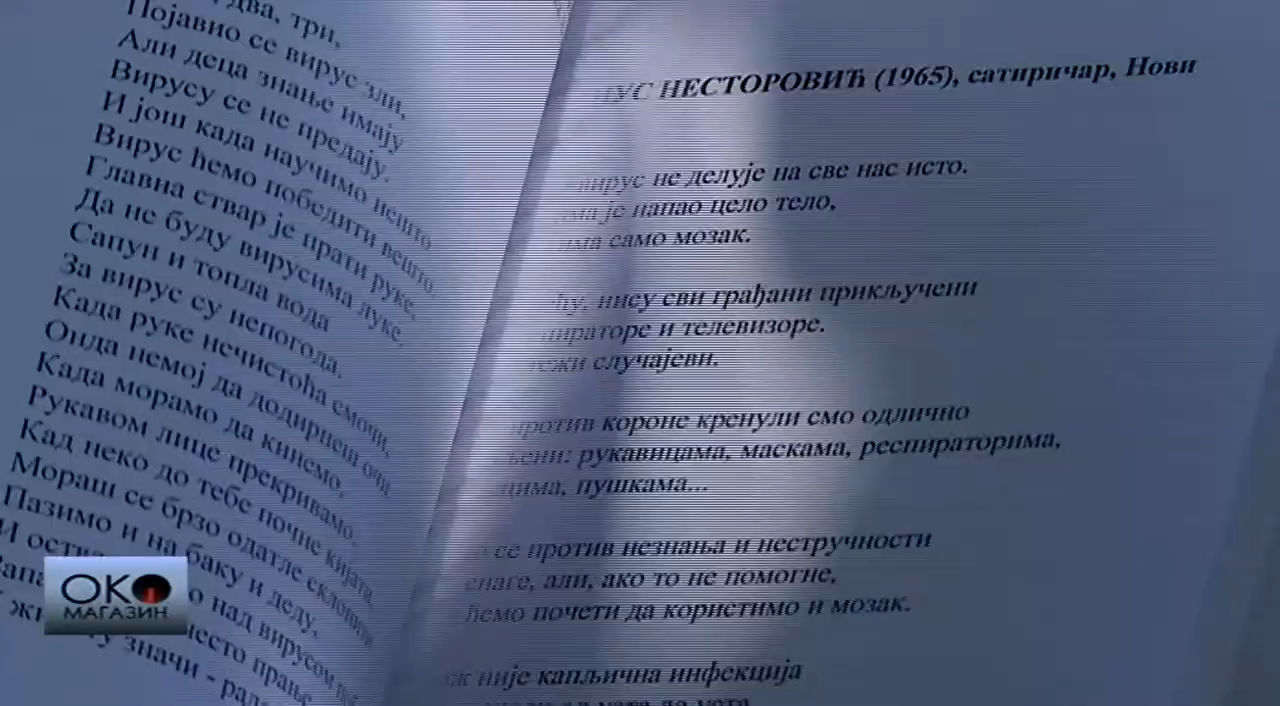 два, три,
Појавио се вирус зли,
Али деца знање имају
Вирусу се не предају.
И још када научимо нешто
Вирус ћемо победити вешто.
Главна ствар је прати руке,
Да не буду вирусима луке.
Сапун и топла вода
За вирус су непогода.
Када руке нечистоћа смочи,
Онда немој да додирнеш очи
Када морамо да кинемо,
Рукавом лице прекривамо.
Кад неко до тебе почне кијати,
Мораш се брзо одатле склонити
Пазимо и на баку и деду,
И
над вирусом
место прање
значи -
НЕСТОРОВИЋ (1965), сатиричар, Нови
вирус не делује на све нас исто.
је напао цело тело,
само мозак.
нису сви грађани прикључени
и телевизоре.
случајеви.
против короне кренули смо одлично
рукавицама, маскама, респираторима,
пушкама...
се против незнања и нестручности
али, ако то не помогне,
ћемо почети да користимо и мозак.
није капљична инфекција
ОКО
МАГАЗИН